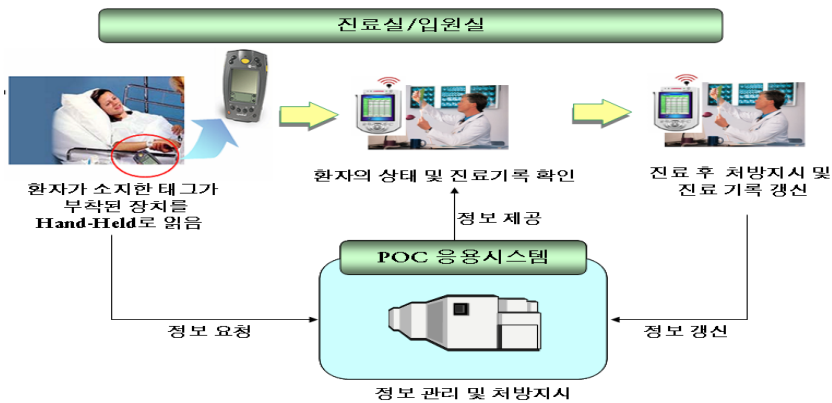 진료실/입원실
환자가 소지한 태그가
부착된 장치를
Hand-Held로 읽음
환자의 상태 및 진료기록 확인
진료 후 처방지시 및
진료 기록 갱신
정보 제공
POC 응용시스템
정보 요청
정보 갱신
정보 관리 및 처방지시